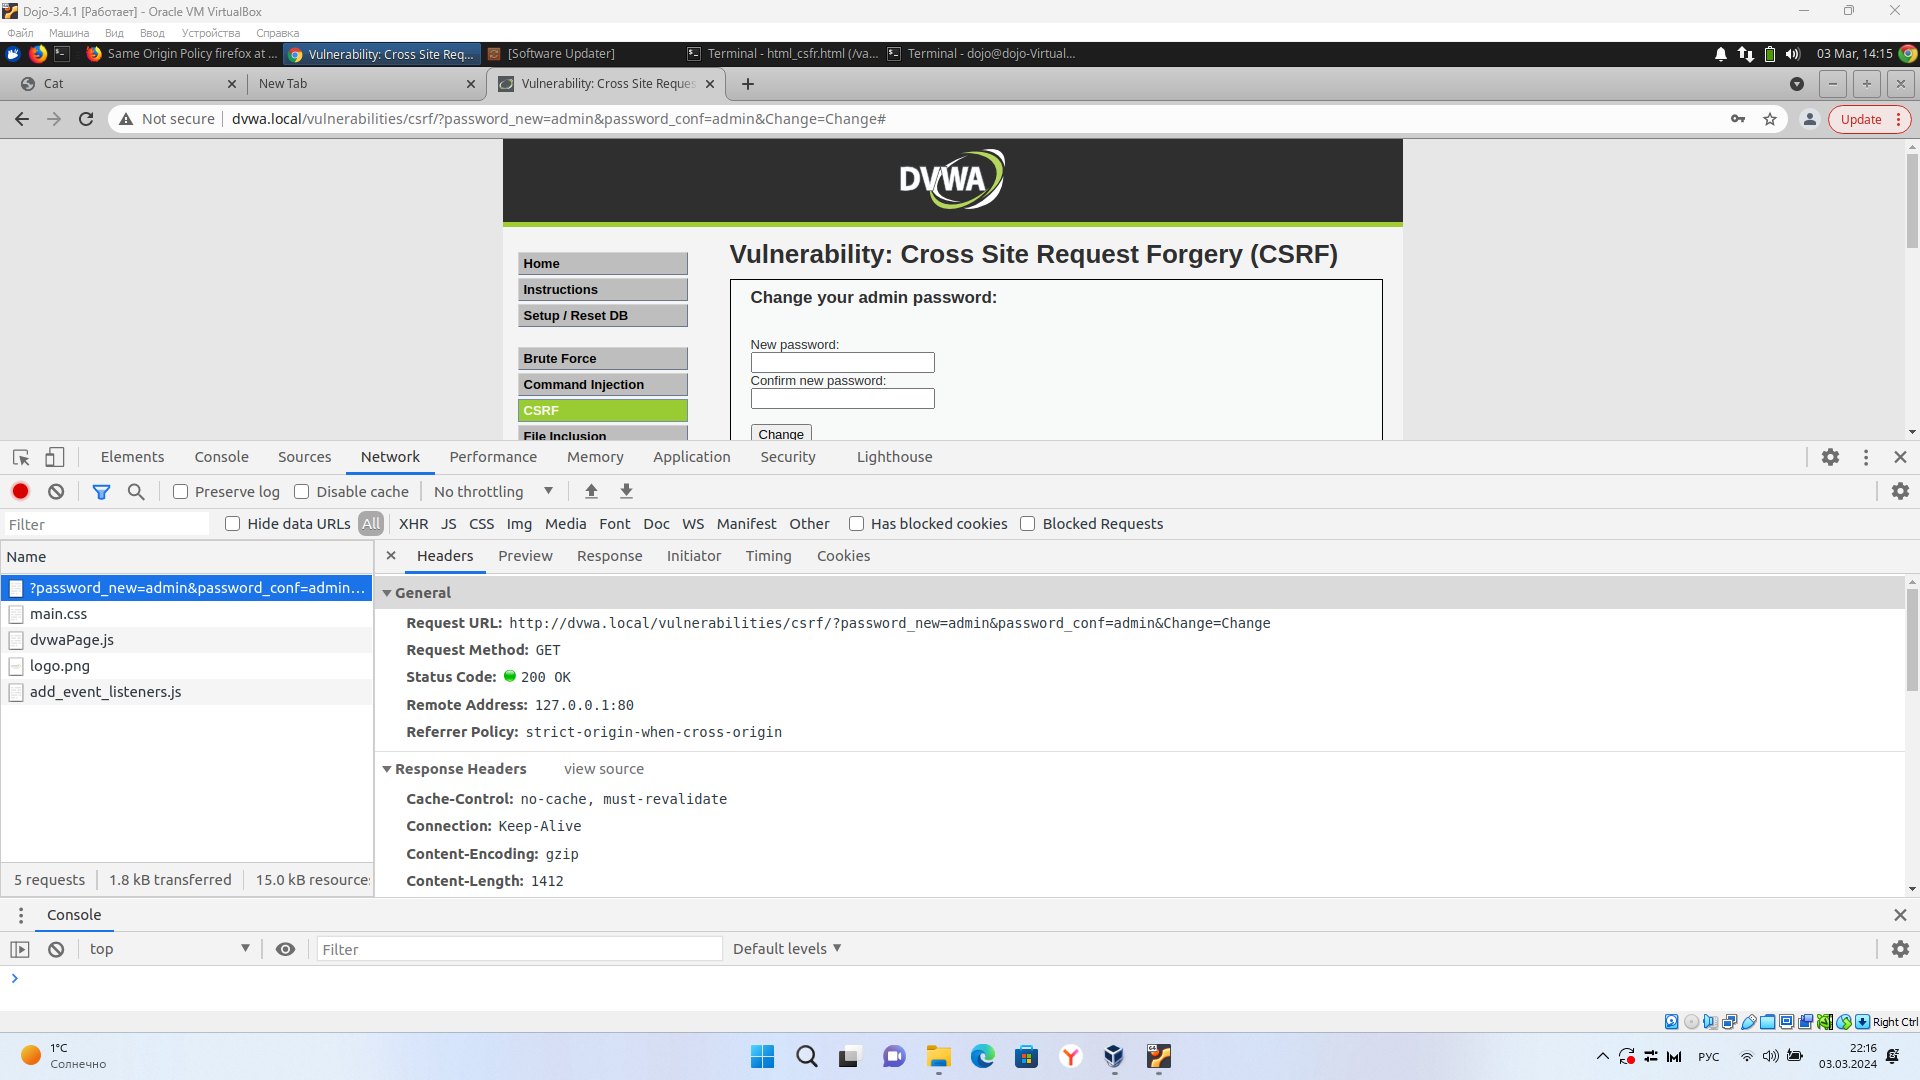 Dojo-3.4.1 [Работает] - Oracle VM VirtualBox
Файл Машина Вид Ввод Устройства Справка
Same Origin Policy firefox at ... Vulnerability: Cross Site Req... [Software Updater] Terminal - html_csfr.html (/va... Terminal - dojo@dojo-Virtual... 03 Mar, 14:15
Cat New Tab Vulnerability: Cross Site Reques
Not secure dvwa.local/vulnerabilities/csrf/?password_new=admin&password_conf=admin&Change=Change# Update
DVWA
Vulnerability: Cross Site Request Forgery (CSRF)
Home
Instructions
Setup / Reset DB
Brute Force
Command Injection
CSRF
File Inclusion
Change your admin password:
New password:
Confirm new password:
Change
Elements Console Sources Network Performance Memory Application Security Lighthouse
Preserve log Disable cache No throttling
Filter Hide data URLs All XHR JS CSS Img Media Font Doc WS Manifest Other Has blocked cookies Blocked Requests
Name
?password_new=admin&password_conf=admin...
main.css
dvwaPage.js
logo.png
add_event_listeners.js
5 requests 1.8 kB transferred 15.0 kB resource
Headers Preview Response Initiator Timing Cookies
General
Request URL: http://dvwa.local/vulnerabilities/csrf/?password_new=admin&password_conf=admin&Change=Change
Request Method: GET
Status Code: 200 OK
Remote Address: 127.0.0.1:80
Referrer Policy: strict-origin-when-cross-origin
Response Headers view source
Cache-Control: no-cache, must-revalidate
Connection: Keep-Alive
Content-Encoding: gzip
Content-Length: 1412
Console
top Filter Default levels
Right Ctrl
1°C
Солнечно
РУС
22:16
03.03.2024